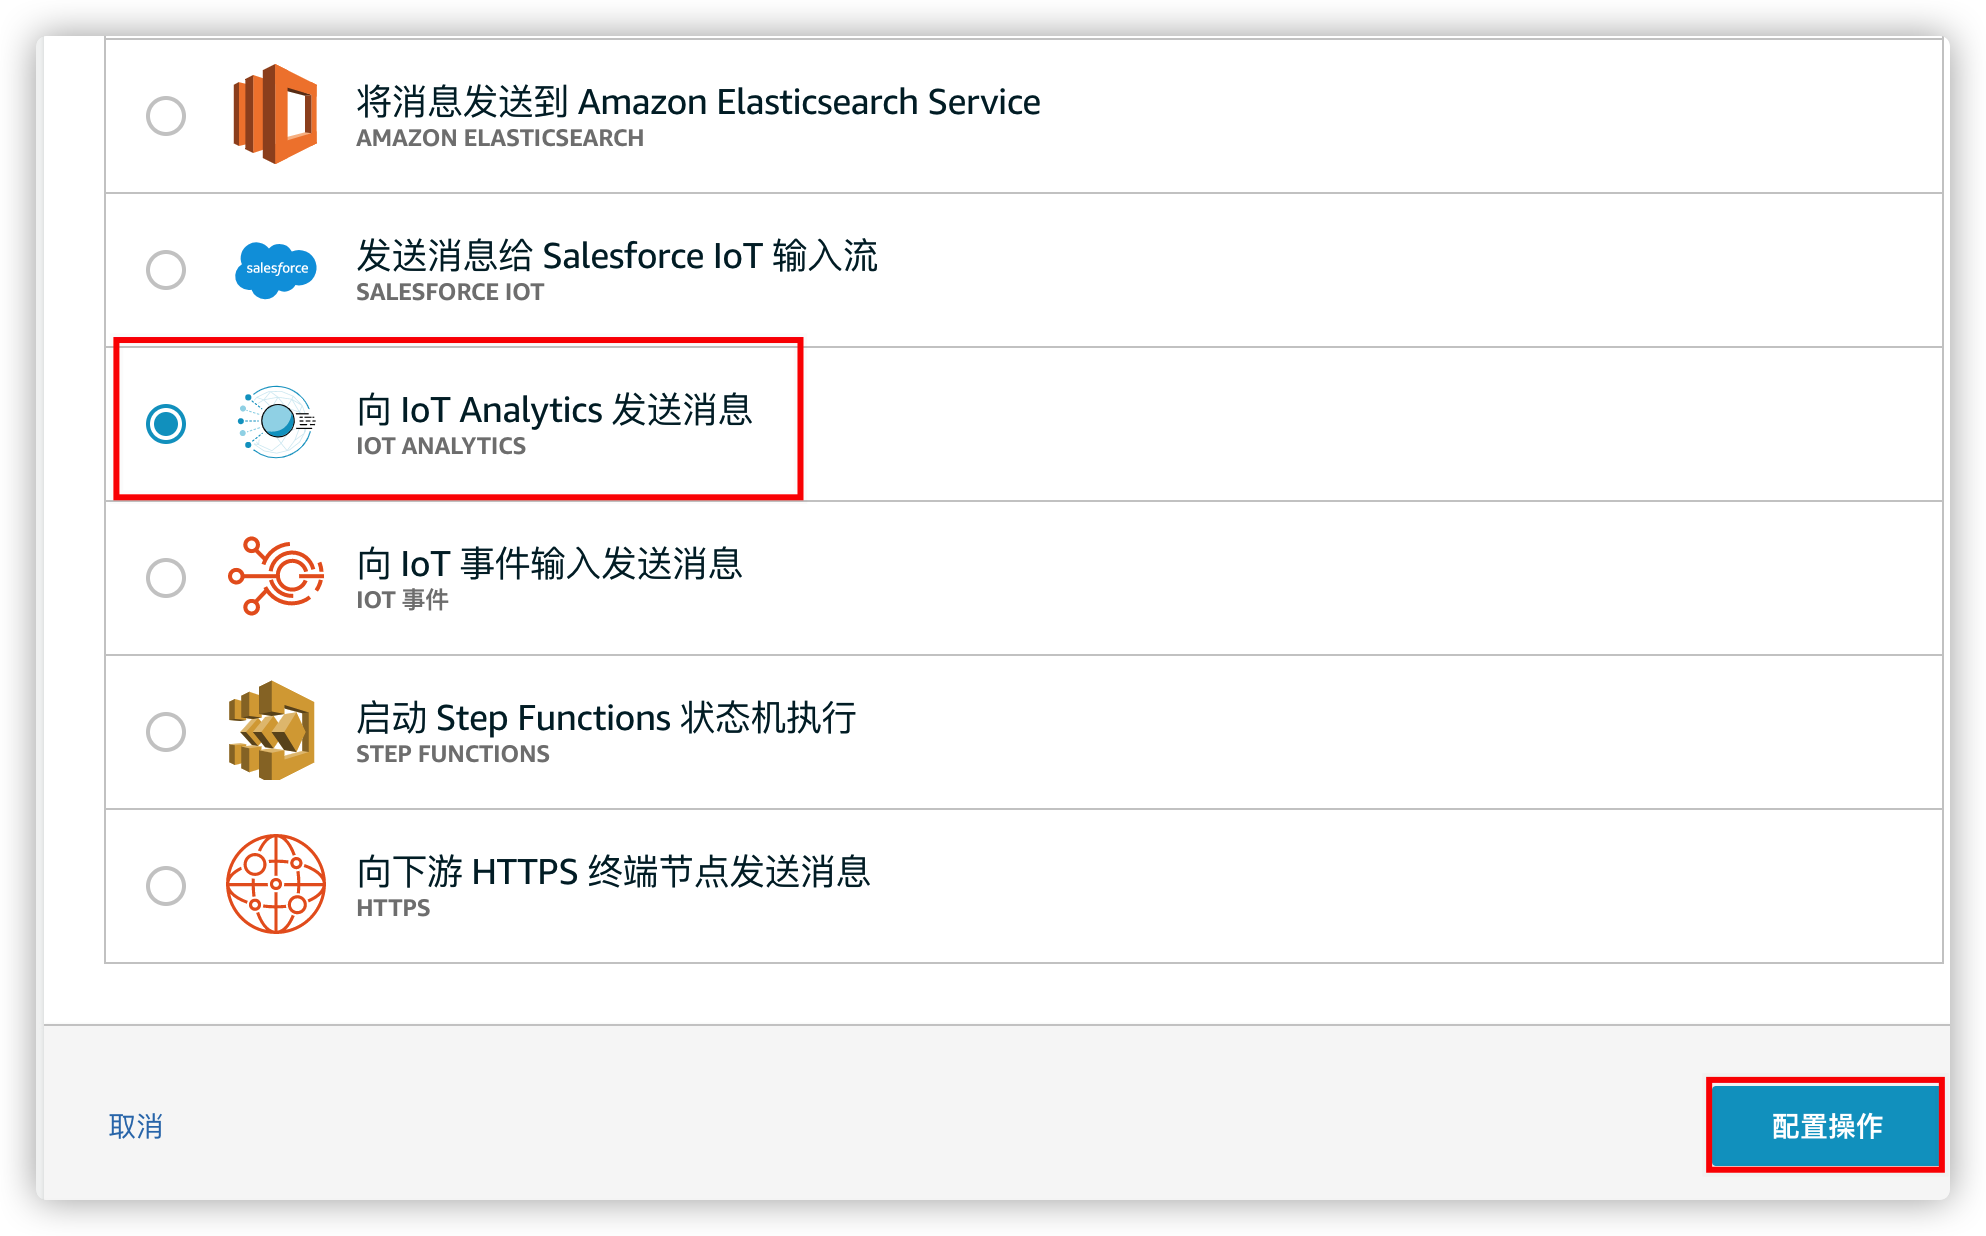 将消息发送到 Amazon Elasticsearch Service
AMAZON ELASTICSEARCH
salesforce
发送消息给 Salesforce IoT 输入流
SALESFORCE IOT
向 IoT Analytics 发送消息
IOT ANALYTICS
向 IoT 事件输入发送消息
IOT 事件
启动 Step Functions 状态机执行
STEP FUNCTIONS
向下游 HTTPS 终端节点发送消息
HTTPS
取消
配置操作